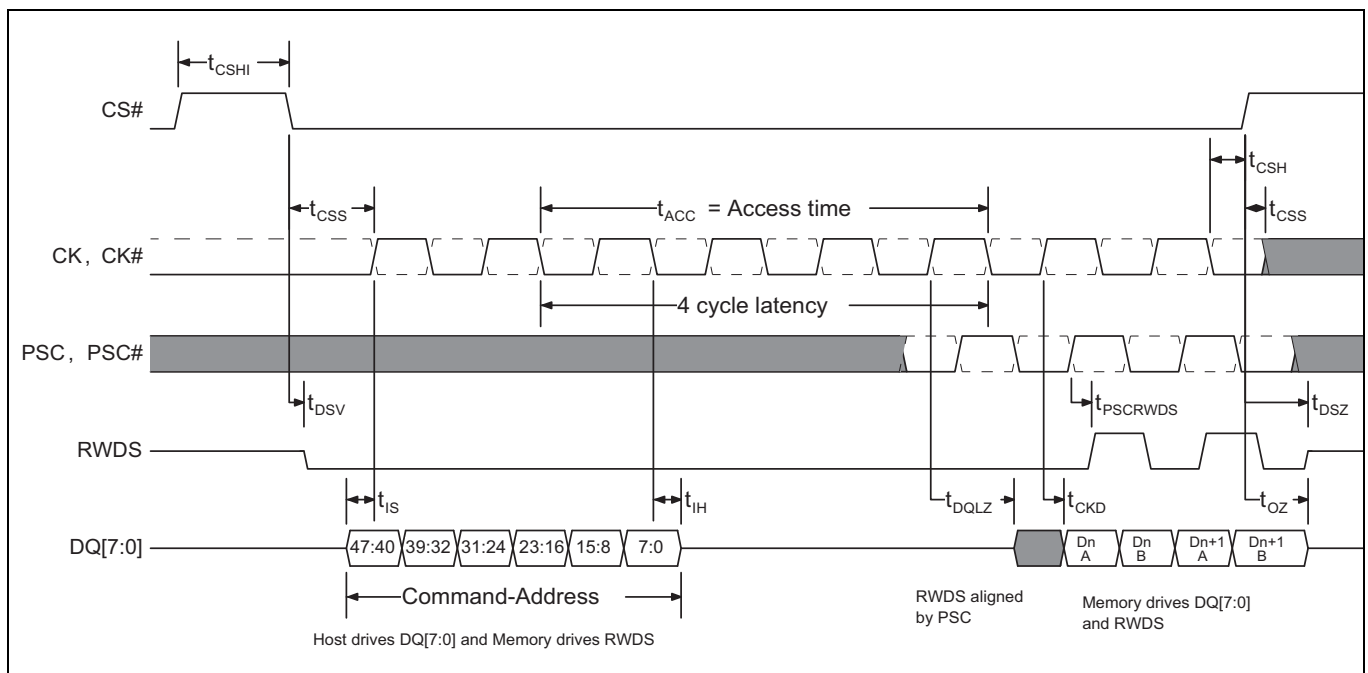 tCSHI
CS#
tCSH
tCSS
tACC = Access time
tCSS
CK, CK#
4 cycle latency
PSC, PSC#
tDSV
tPSCRWDS
tDSZ
RWDS
tIS
tIH
tDQLZ
tCKD
tOZ
DQ[7:0]
47:40 39:32 31:24 23:16 15:8 7:0
Dn A
Dn B
Dn+1 A
Dn+1 B
Command-Address
RWDS aligned
by PSC
Memory drives DQ[7:0]
and RWDS
Host drives DQ[7:0] and Memory drives RWDS